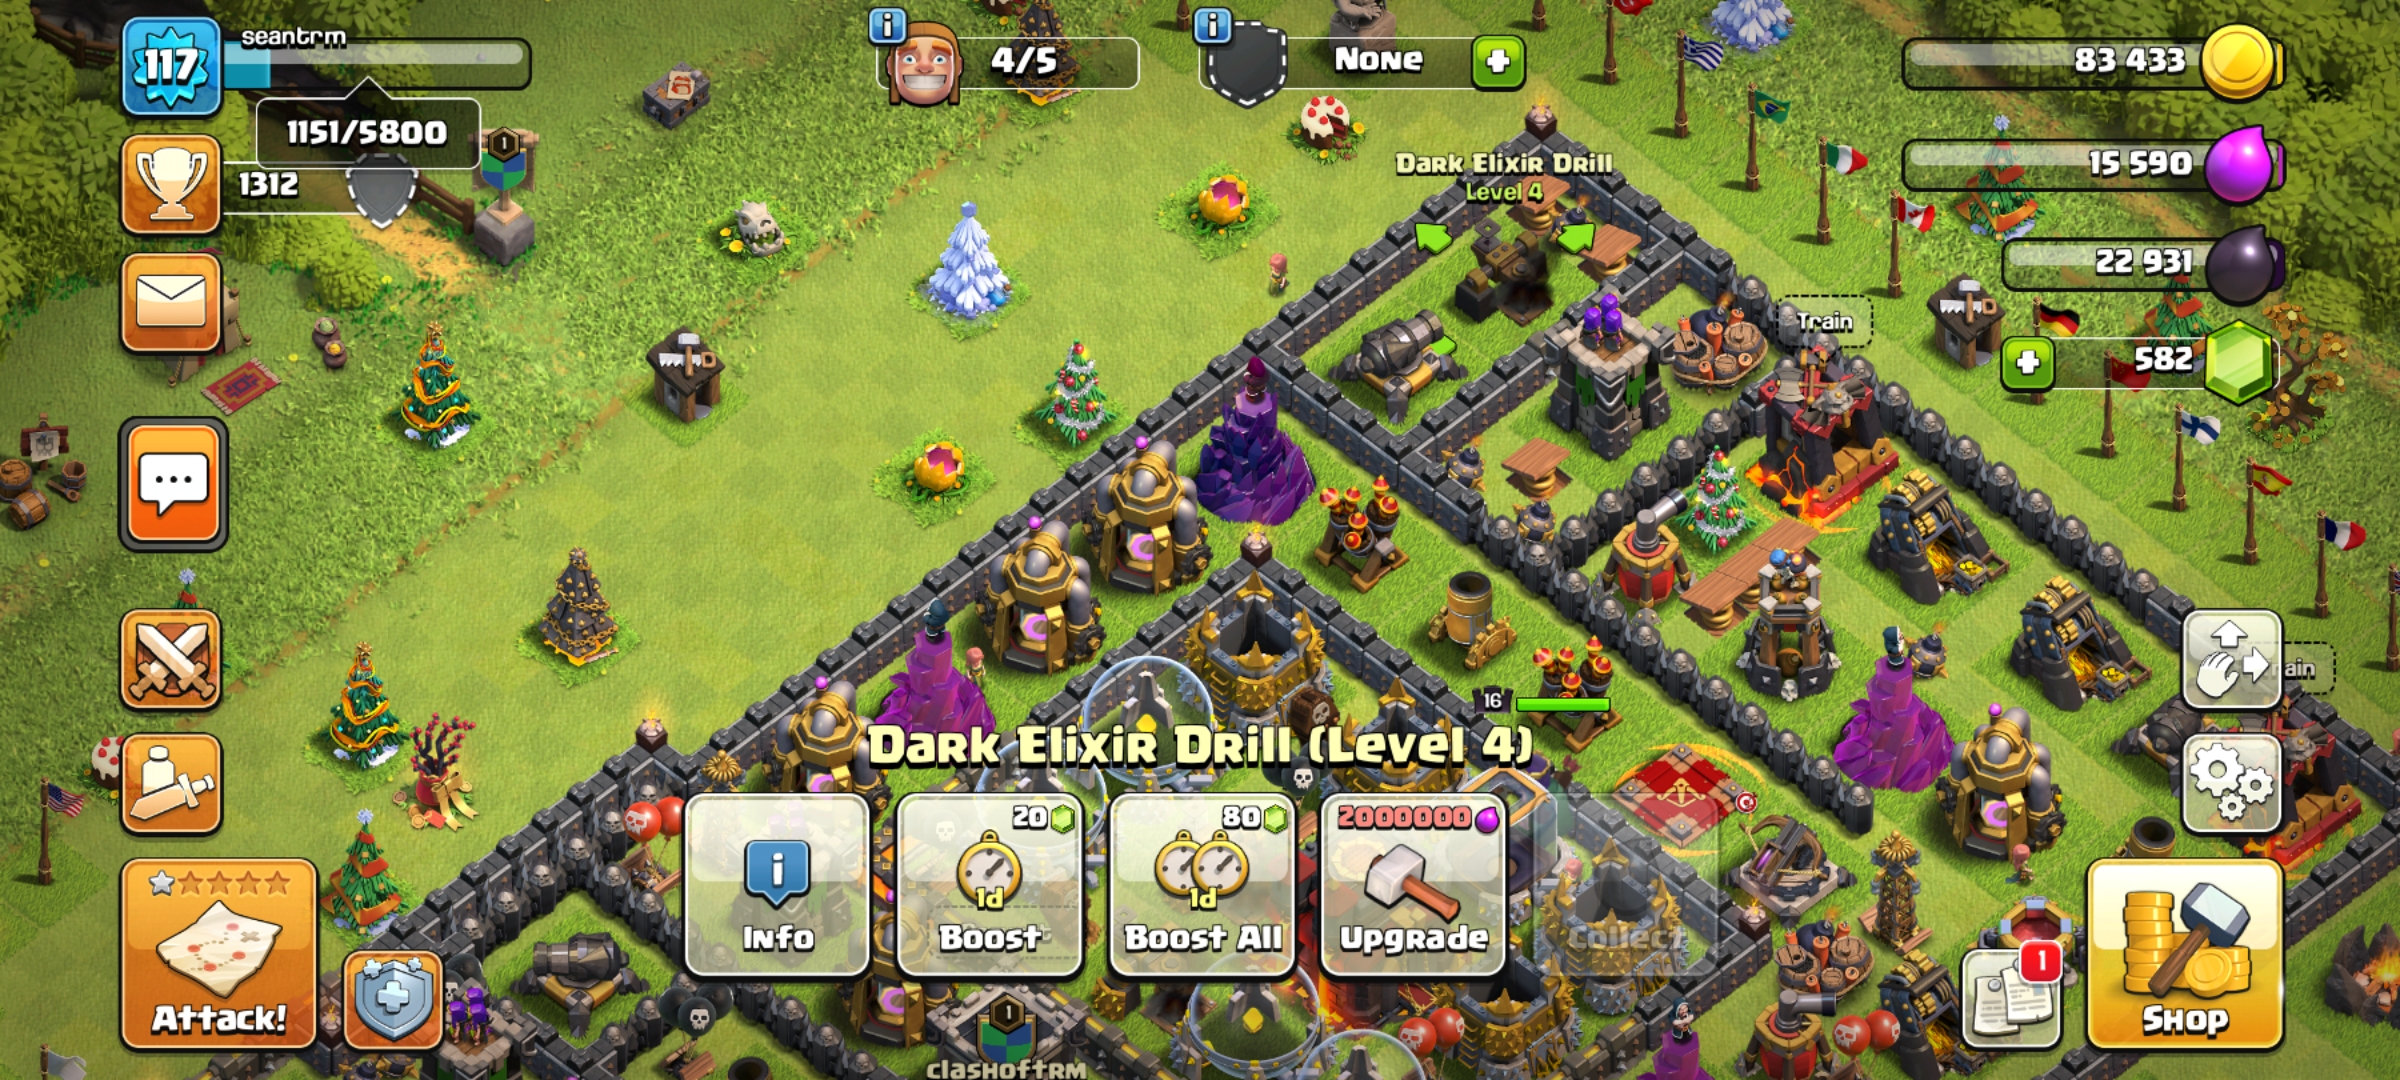 117
seantrm
1151/5800
1312
4/5
None
83 433
15 590
22 931
582
Dark Elixir Drill
Level 4
Train
16
Dark Elixir Drill (Level 4)
Info
20
1d
Boost
80
1d
Boost All
2000000
Upgrade
Collect
Attack!
1
clashoftrm
1
Shop